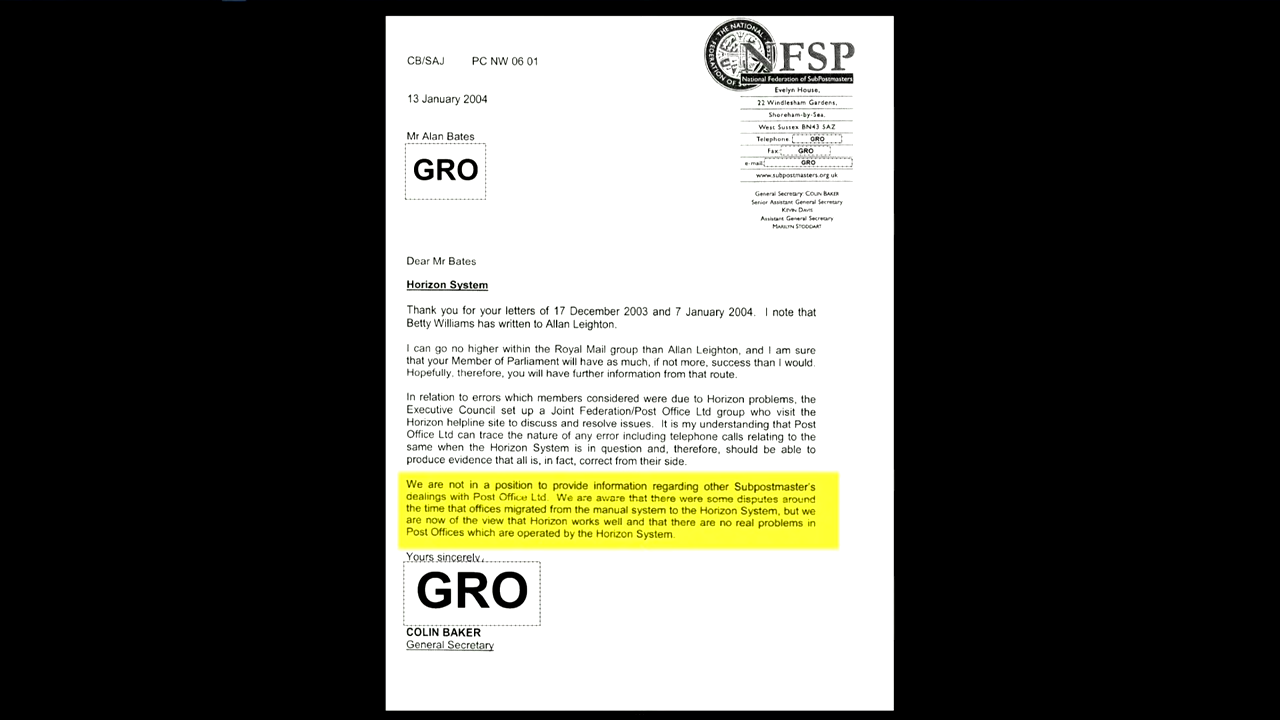 CB/SAJ PC NW 06 01
13 January 2004
Mr Alan Bates
GRO
THE NATIONAL
FEDERATION OF
NFSP
National Federation of SubPostmasters
Evelyn House,
22 Windlesham Gardens,
Shoreham-by-Sea,
West Sussex BN43 5AZ
Telephone GRO
Fax: GRO
e-mail: GRO
www.subpostmasters.org uk
General Secretary COLIN BAKER
Senior Assistant General Secretary
KEVIN DAVIS
Assistant General Secretary
MARILYN STODDART
Dear Mr Bates
Horizon System
Thank you for your letters of 17 December 2003 and 7 January 2004. I note that
Betty Williams has written to Allan Leighton.
I can go no higher within the Royal Mail group than Allan Leighton, and I am sure
that your Member of Parliament will have as much, if not more, success than I would.
Hopefully, therefore, you will have further information from that route.
In relation to errors which members considered were due to Horizon problems, the
Executive Council set up a Joint Federation/Post Office Ltd group who visit the
Horizon helpline site to discuss and resolve issues. It is my understanding that Post
Office Ltd can trace the nature of any error including telephone calls relating to the
same when the Horizon System is in question and, therefore, should be able to
produce evidence that all is, in fact, correct from their side.
We are not in a position to provide information regarding other Subpostmaster's
dealings with Post Office Ltd. We are aware that there were some disputes around
the time that offices migrated from the manual system to the Horizon System, but we
are now of the view that Horizon works well and that there are no real problems in
Post Offices which are operated by the Horizon System.
Yours sincerely,
GRO
COLIN BAKER
General Secretary